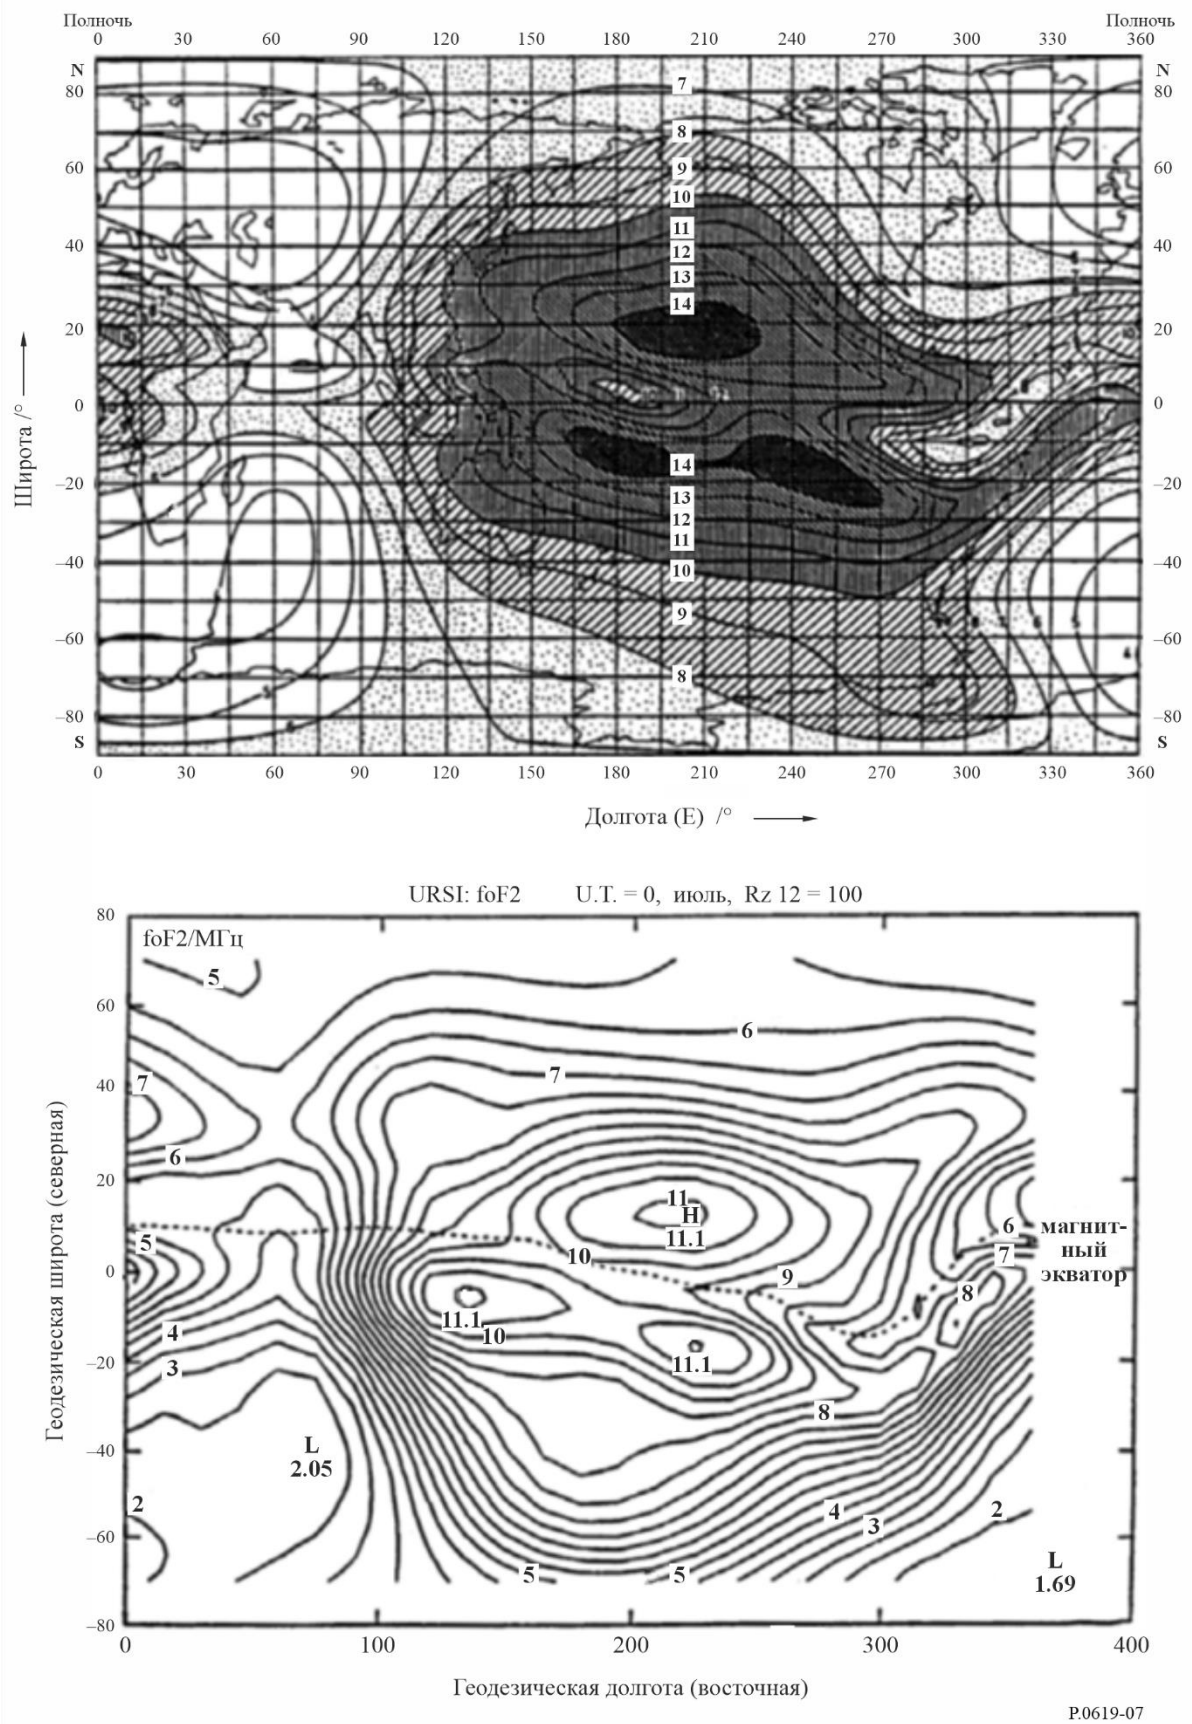 Полночь Полночь
0 30 60 90 120 150 180 210 240 270 300 330 360
N N
80 7 80
8
60 9 60
10
11
40 12 40
13
14
20 20
0 0
14
–20 13 –20
12
11
–40 10 –40
9
–60 –60
8
–80 –80
S S
0 30 60 90 120 150 180 210 240 270 300 330 360
Широта /°
Долгота (E) /°
URSI: foF2 U.T. = 0, июль, Rz 12 = 100
80
foF2/МГц
5
60 6
7 7
40
6
20
11
H
11.1
6
магнит-
ный
экватор
5 10 9 7
0 8
11.1 10
4 11.1
3
–20
8
–40
L
2.05
2 4 3 2
–60
5 5
L
1.69
–80
0 100 200 300 400
Геодезическая широта (северная)
Геодезическая долгота (восточная)
P.0619-07